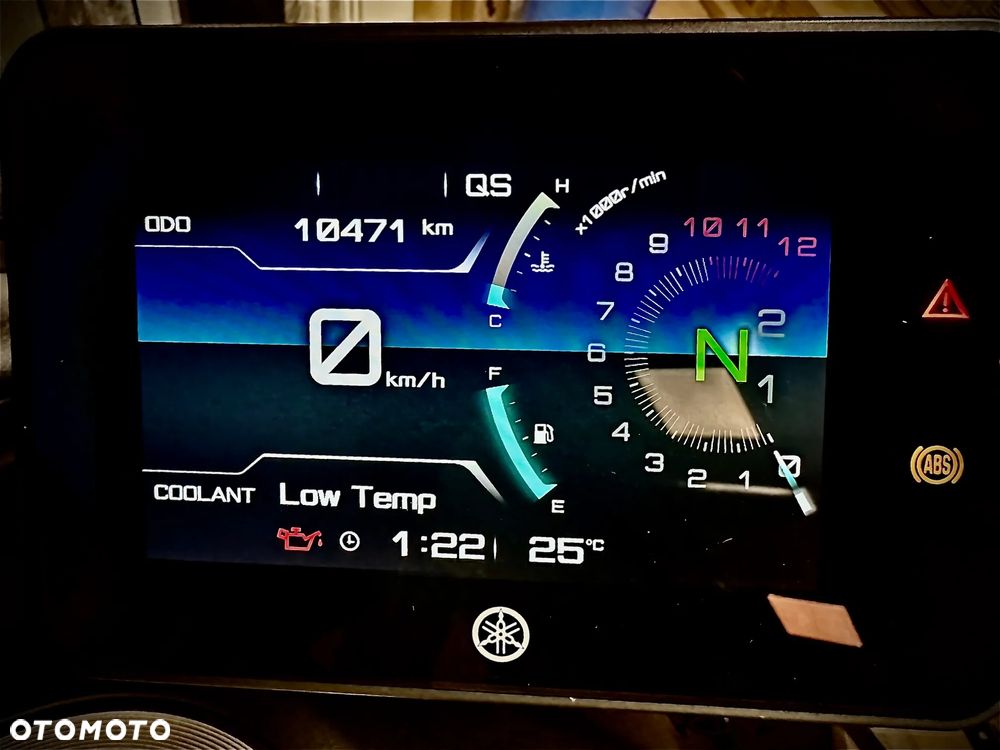 QS
H
x1000r/min
ODO 10471 km
10 11
9 12
8
C
7
2
N
6
0 km/h
F
1
5
4
3 2 1 0
E
COOLANT Low Temp
1:22 25°C
ABS
OTOMOTO